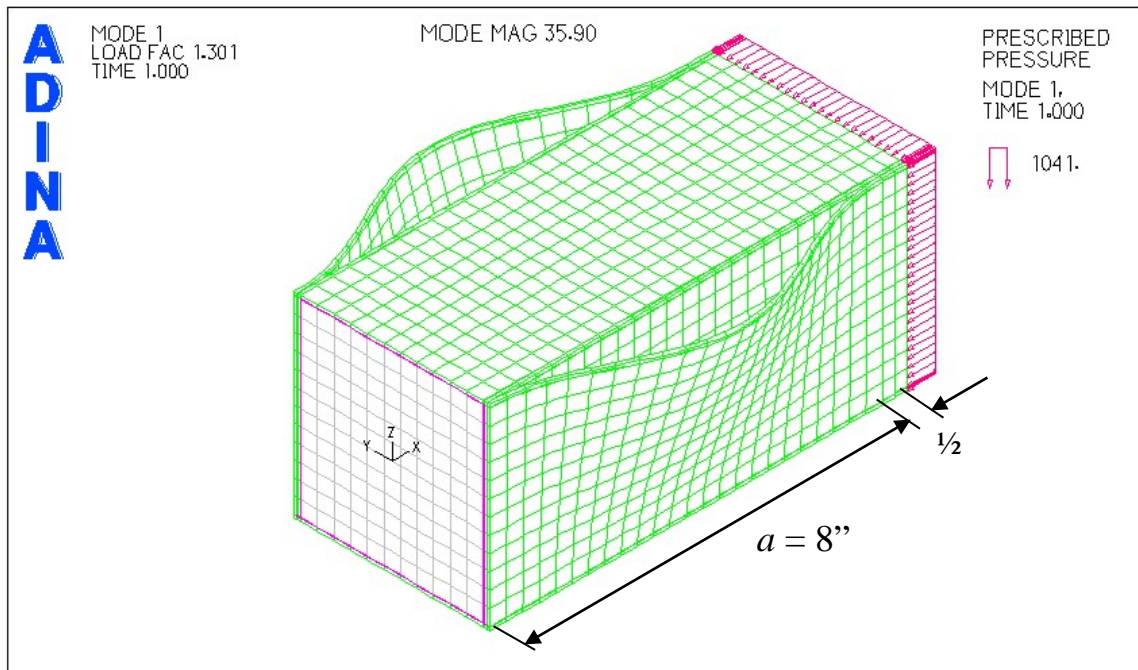 ADINA
MODE 1
LOAD FAC 1.301
TIME 1.000
MODE MAG 35.90
PRESCRIBED
PRESSURE
MODE 1,
TIME 1.000
1041.
Z
Y X
½
a = 8”